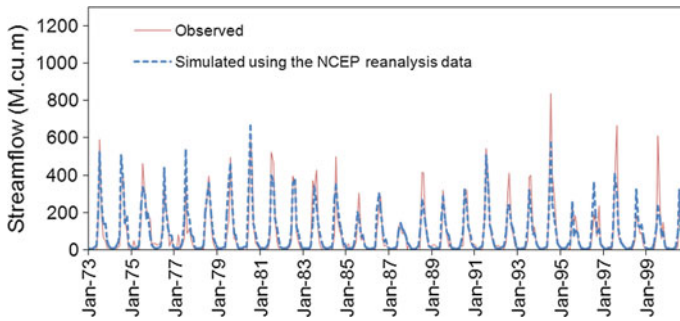 Streamflow (M.cu.m)
1200
1000
800
600
400
200
0
Observed
Simulated using the NCEP reanalysis data
Jan-73
Jan-75
Jan-77
Jan-79
Jan-81
Jan-83
Jan-85
Jan-87
Jan-89
Jan-91
Jan-93
Jan-95
Jan-97
Jan-99